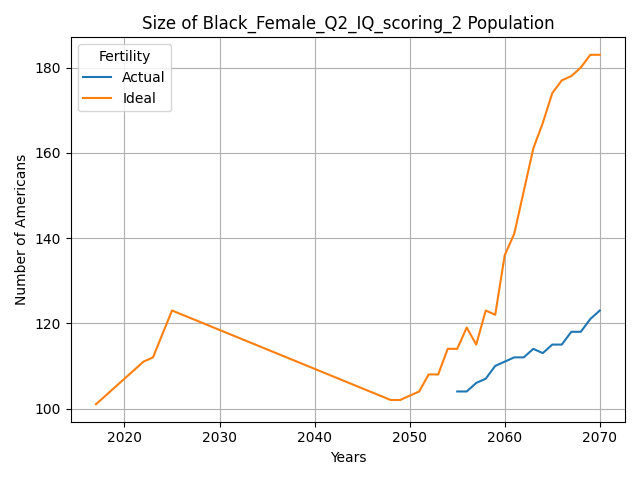 Size of Black_Female_Q2_IQ_scoring_2 Population
Fertility
Actual
Ideal
Number of Americans
180
160
140
120
100
2020
2030
2040
2050
2060
2070
Years